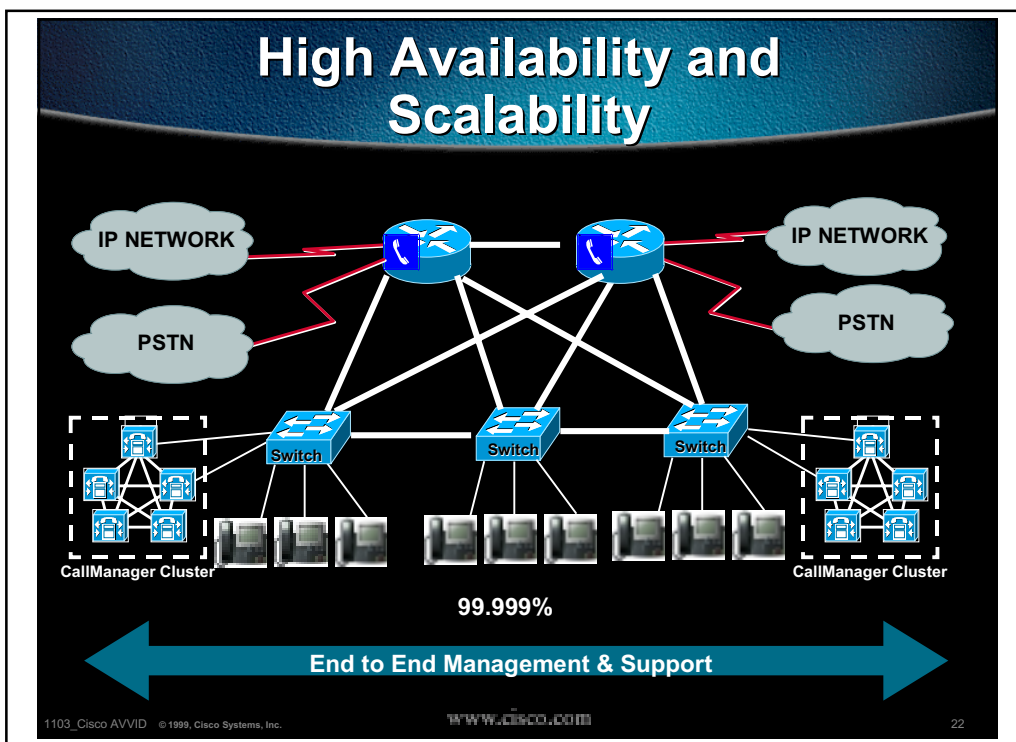 High Availability and
Scalability
IP NETWORK
IP NETWORK
PSTN
PSTN
Switch
Switch
Switch
CallManager Cluster
CallManager Cluster
99.999%
End to End Management & Support
1103_Cisco AVVID © 1999, Cisco Systems, Inc.
www.cisco.com
22